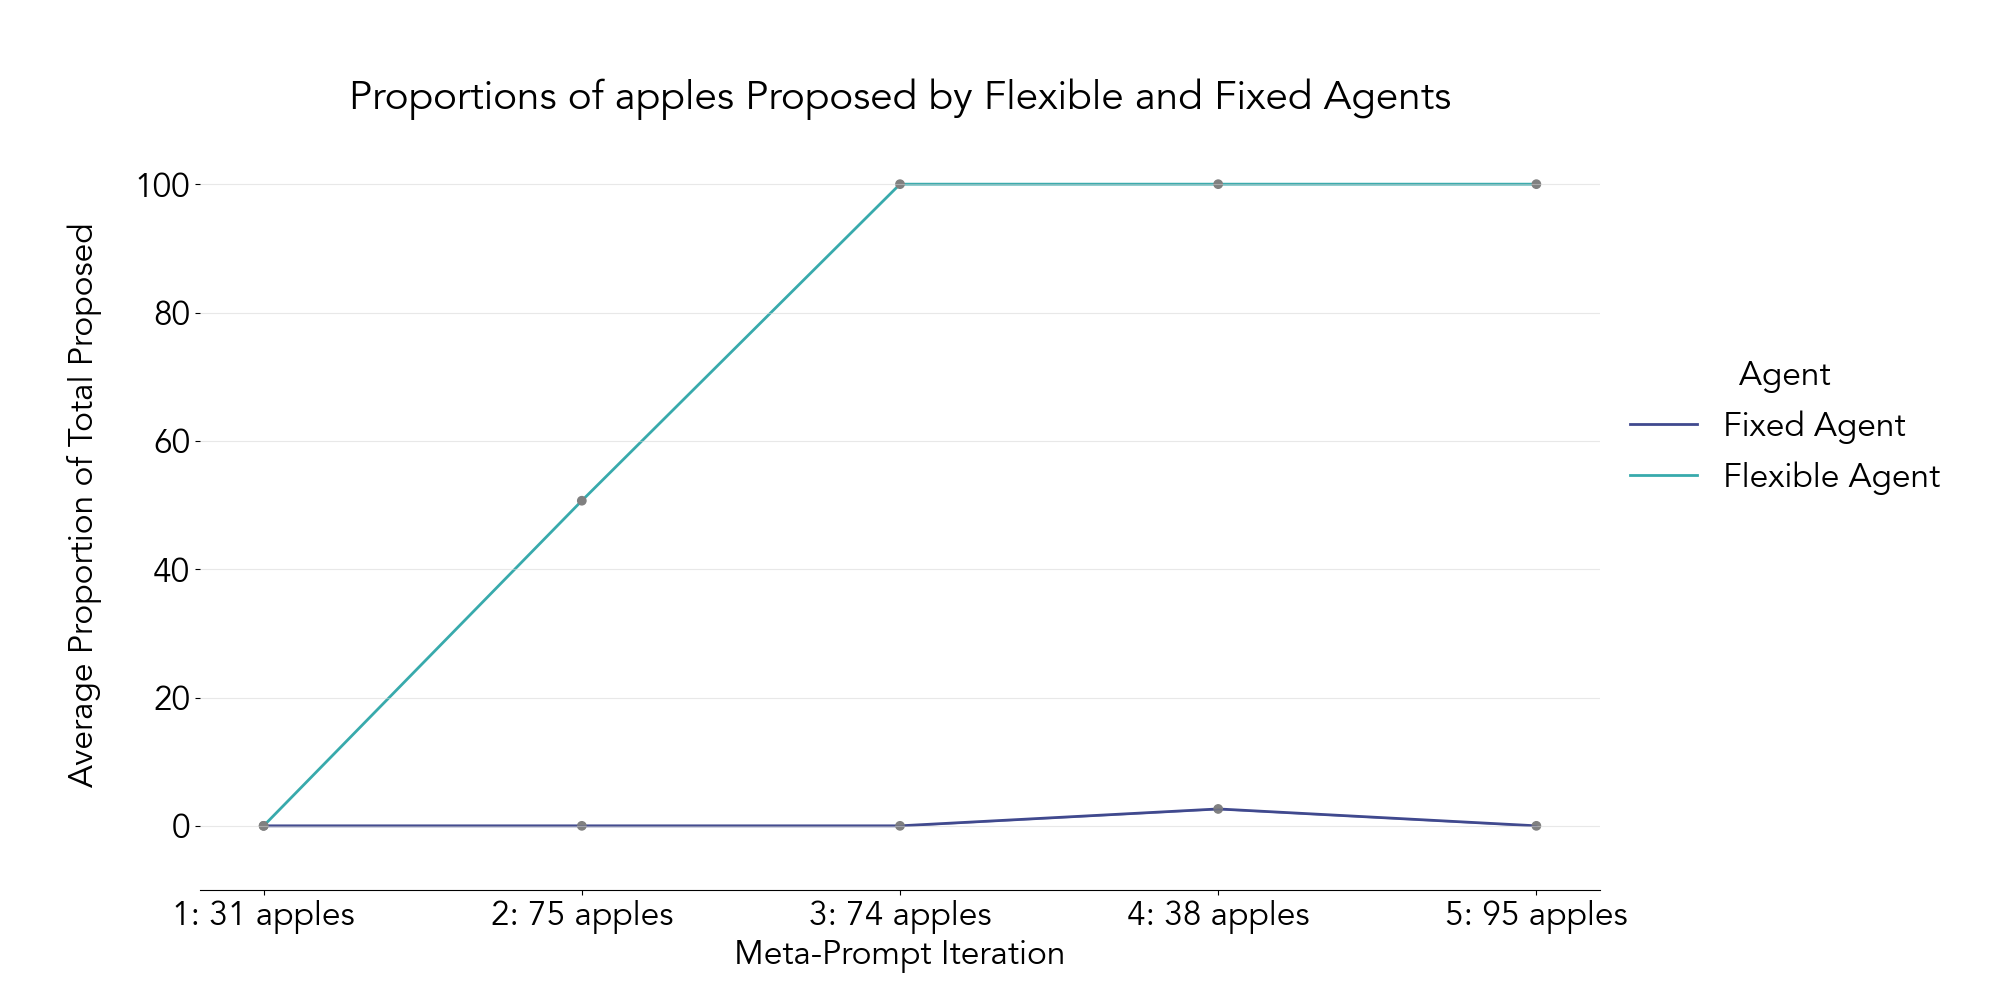 Proportions of apples Proposed by Flexible and Fixed Agents
Average Proportion of Total Proposed
100
80
60
40
20
0
1: 31 apples
2: 75 apples
3: 74 apples
4: 38 apples
5: 95 apples
Meta-Prompt Iteration
Agent
Fixed Agent
Flexible Agent